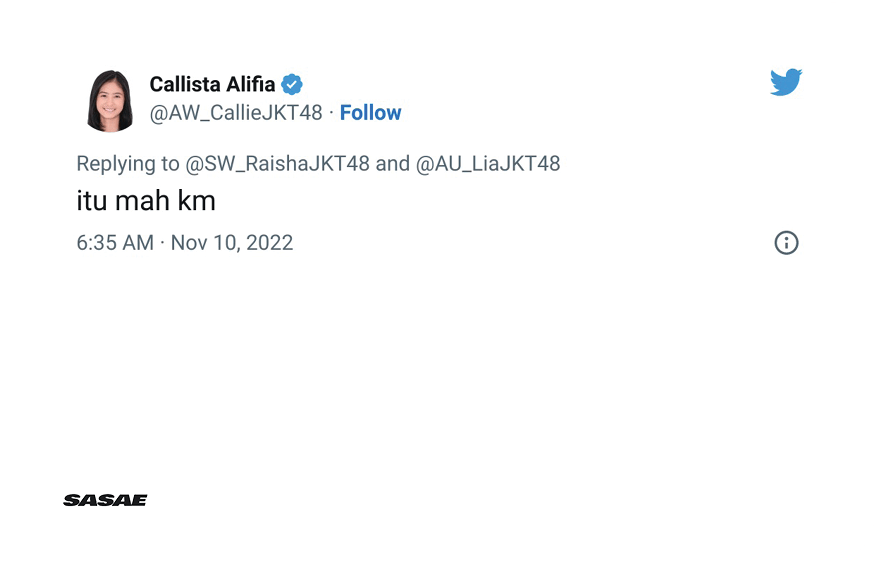 Callista Alifia
@AW_CallieJKT48 · Follow
Replying to @SW_RaishaJKT48 and @AU_LiaJKT48
itu mah km
6:35 AM · Nov 10, 2022
SASAE